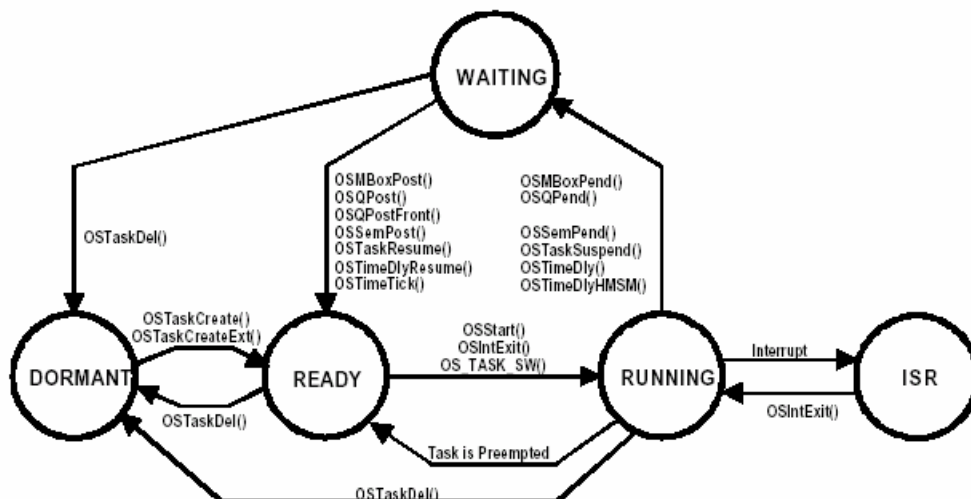 WAITING
OSTaskDel()
OSMBoxPost()
OSQPost()
OSQPostFront()
OSSemPost()
OSTaskResume()
OSTimeDlyResume()
OSTimeTick()
OSMBoxPend()
OSQPend()
OSSemPend()
OSTaskSuspend()
OSTimeDly()
OSTimeDlyHMSM()
DORMANT
OSTaskCreate()
OSTaskCreateExt()
OSTaskDel()
READY
OSStart()
OSIntExit()
OS_TASK_SW()
RUNNING
Interrupt
OSIntExit()
ISR
Task is Preempted
OSTaskDel()